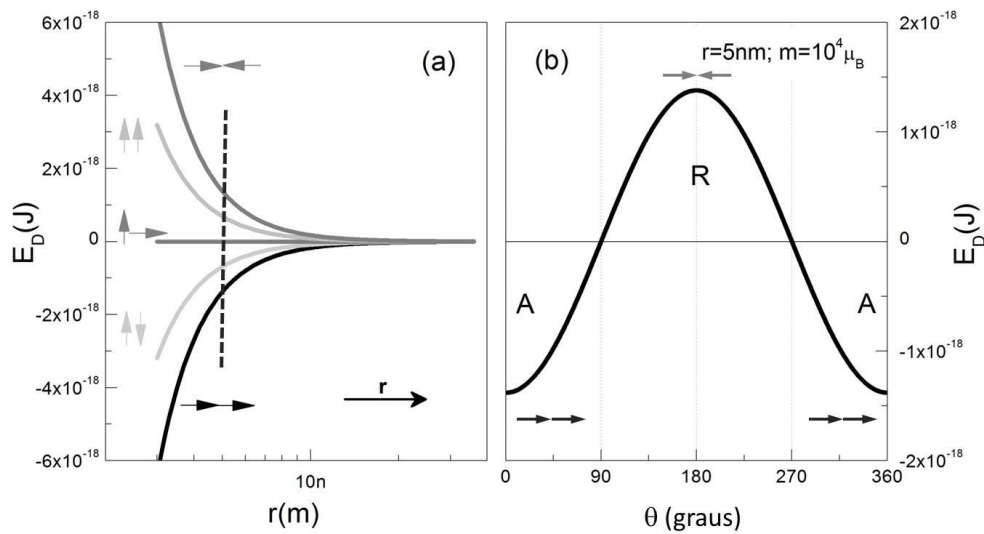 6x10⁻¹⁸
4x10⁻¹⁸
2x10⁻¹⁸
0
-2x10⁻¹⁸
-4x10⁻¹⁸
-6x10⁻¹⁸
E_D(J)
(a)
r
10n
r(m)
(b)
r=5nm; m=10⁴μ_B
R
A
A
0
90
180
270
360
θ (graus)
2x10⁻¹⁸
1x10⁻¹⁸
0
-1x10⁻¹⁸
-2x10⁻¹⁸
E_D(J)